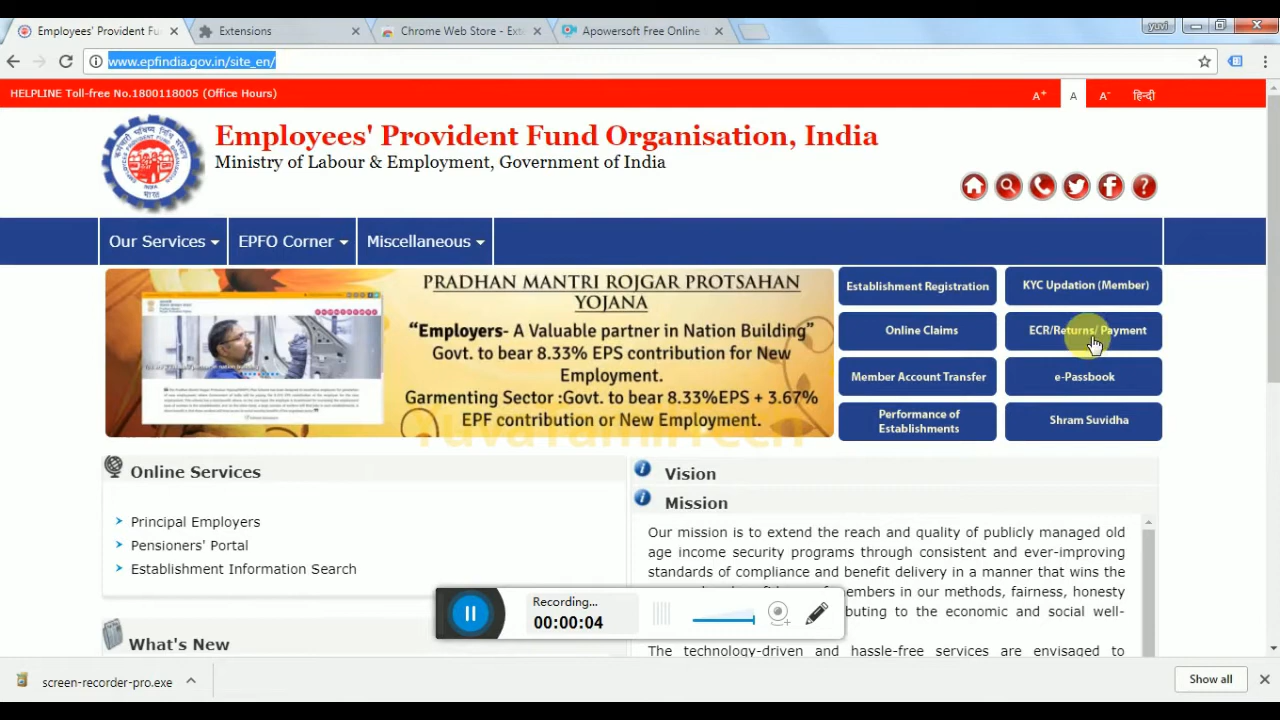 Employees' Provident Fu
Extensions
Chrome Web Store - Exte
Apowersoft Free Online
yuvi
www.epfindia.gov.in/site_en/
HELPLINE Toll-free No.1800118005 (Office Hours)
A+
A
A-
हिन्दी
Employees' Provident Fund Organisation, India
Ministry of Labour & Employment, Government of India
Our Services
EPFO Corner
Miscellaneous
PRADHAN MANTRI ROJGAR PROTSAHAN
YOJANA
“Employers- A Valuable partner in Nation Building”
Govt. to bear 8.33% EPS contribution for New
Employment.
Garmenting Sector :Govt. to bear 8.33%EPS + 3.67%
EPF contribution or New Employment.
YuvaTamilTech
Establishment Registration
KYC Updation (Member)
Online Claims
ECR/Returns/ Payment
Member Account Transfer
e-Passbook
Performance of
Establishments
Shram Suvidha
Online Services
Principal Employers
Pensioners' Portal
Establishment Information Search
What's New
Vision
Mission
Our mission is to extend the reach and quality of publicly managed old
age income security programs through consistent and ever-improving
standards of compliance and benefit delivery in a manner that wins the
embers in our methods, fairness, honesty
buting to the economic and social well-
The technology-driven and hassle-free services are envisaged to
Recording...
00:00:04
screen-recorder-pro.exe
Show all